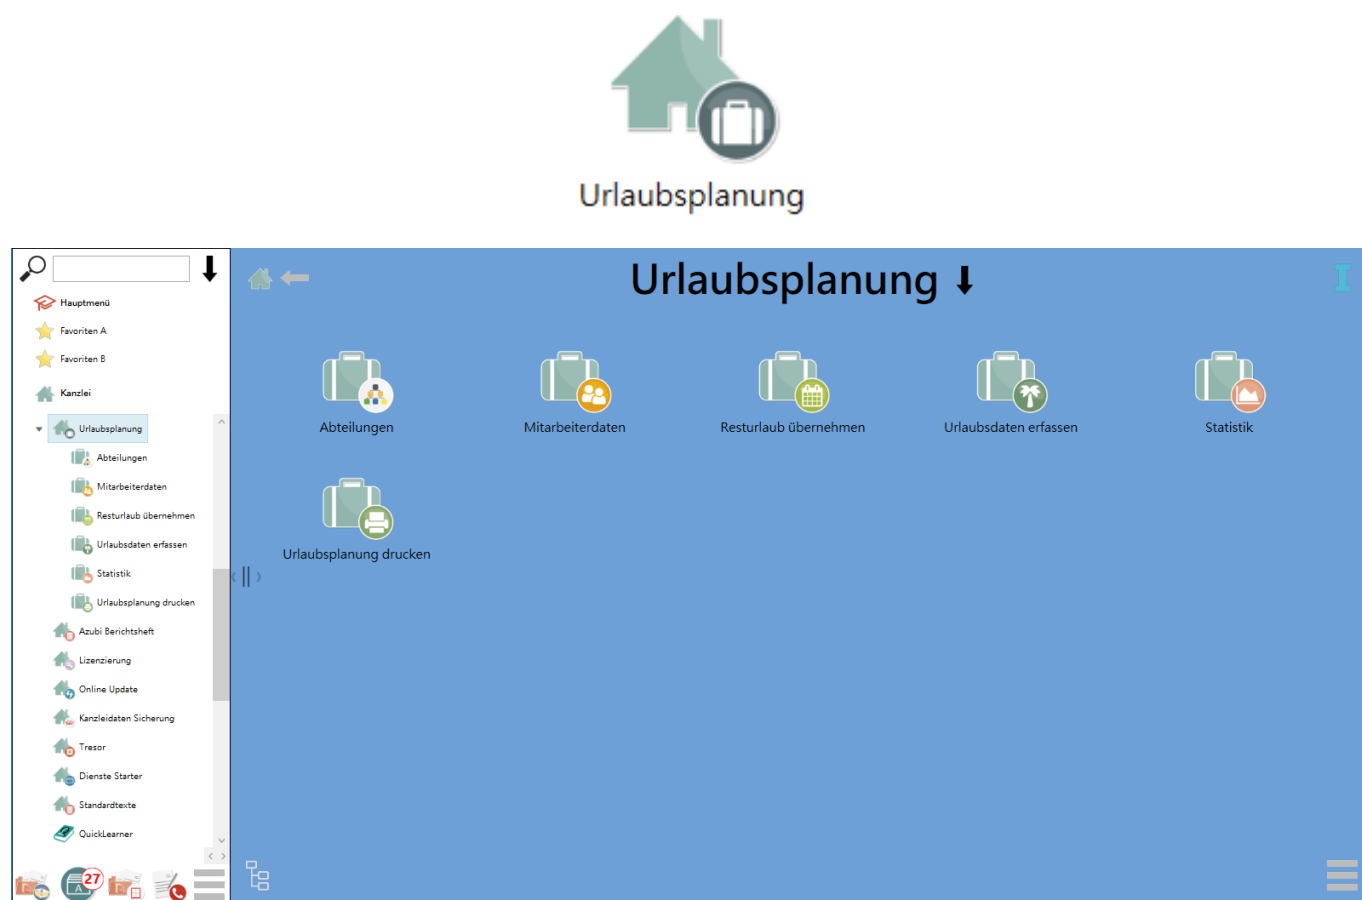 Urlaubsplanung
Hauptmenü
Favoriten A
Favoriten B
Kanzlei
Urlaubsplanung
Abteilungen
Mitarbeiterdaten
Resturlaub übernehmen
Urlaubsdaten erfassen
Statistik
Urlaubsplanung drucken
Azubi Berichtsheft
Lizenzierung
Online Update
Kanzleidaten Sicherung
Tresor
Dienste Starter
Standardtexte
QuickLearner
27
A
Urlaubsplanung
Abteilungen
Mitarbeiterdaten
Resturlaub übernehmen
Urlaubsdaten erfassen
Statistik
Urlaubsplanung drucken